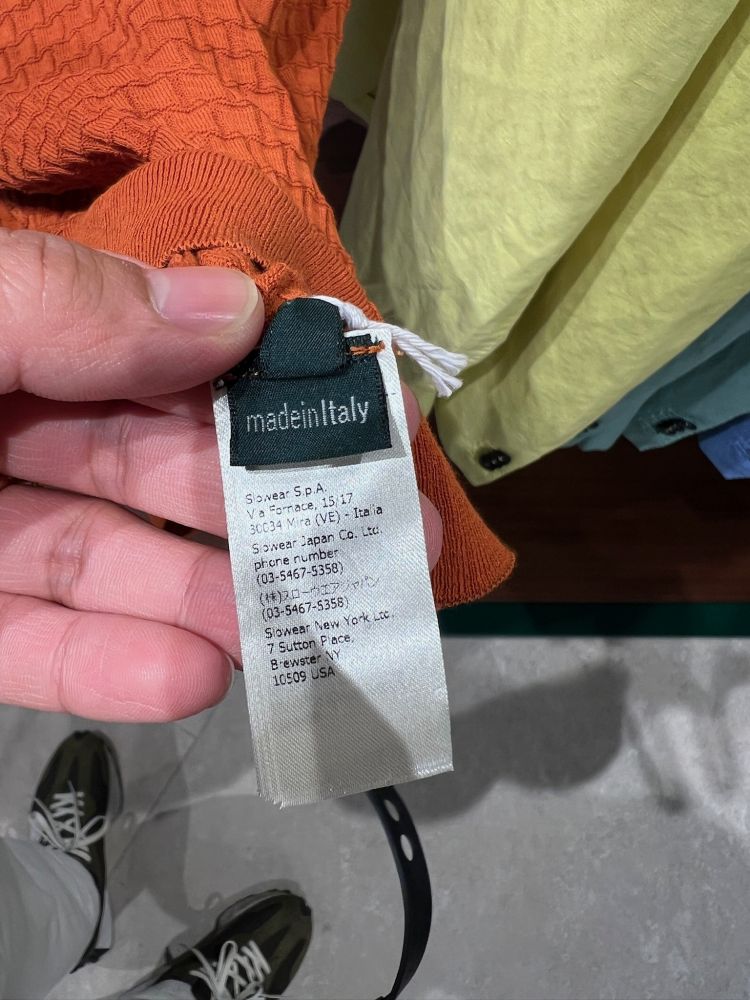 madeinItaly
Slowear S.p.A.
Via Fornace, 15/17
30034 Mira (VE) - Italia
Slowear Japan Co. Ltd.
phone number
(03-5467-5358)
(株)スローウエアジャパン
(03-5467-5358)
Slowear New York Ltd.
7 Sutton Place,
Brewster NY
10509 USA